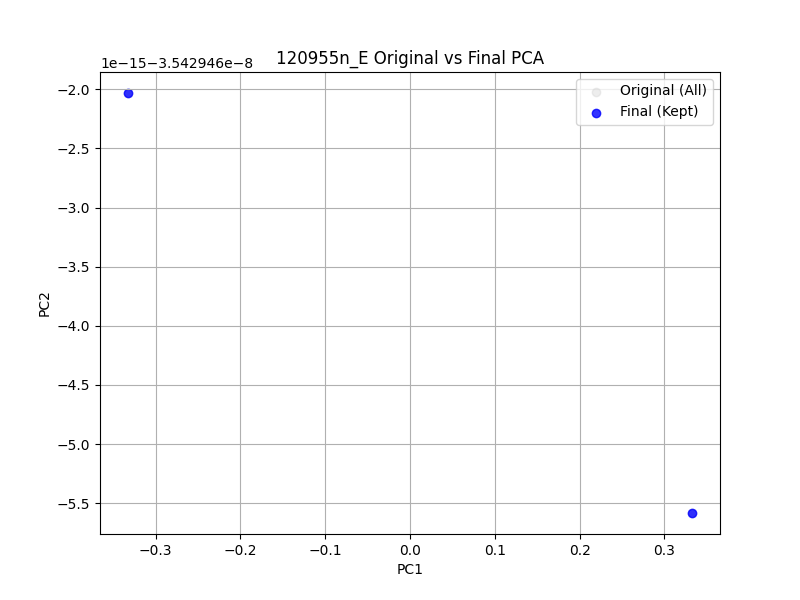 120955n_E Original vs Final PCA
1e−15−3.542946e−8
−2.0
−2.5
−3.0
−3.5
−4.0
−4.5
−5.0
−5.5
PC2
Original (All)
Final (Kept)
−0.3
−0.2
−0.1
0.0
0.1
0.2
0.3
PC1